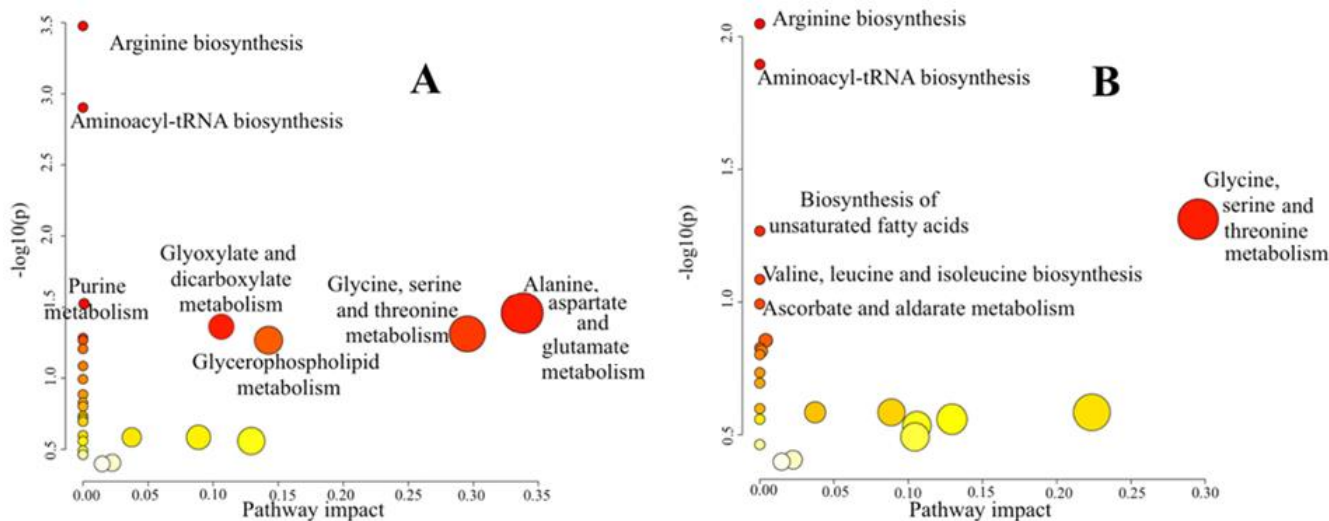 3.5
Arginine biosynthesis
A
3.0
Aminoacyl-tRNA biosynthesis
2.5
-log10(p)
2.0
Glyoxylate and
dicarboxylate
metabolism
Purine
metabolism
1.5
Glycine, serine
and threonine
metabolism
Alanine,
aspartate
and
glutamate
metabolism
Glycerophospholipid
metabolism
1.0
0.5
0.00 0.05 0.10 0.15 0.20 0.25 0.30 0.35
Pathway impact
Arginine biosynthesis
2.0
Aminoacyl-tRNA biosynthesis
B
1.5
-log10(p)
Biosynthesis of
unsaturated fatty acids
Glycine,
serine and
threonine
metabolism
Valine, leucine and isoleucine biosynthesis
1.0
Ascorbate and aldarate metabolism
0.5
0.00 0.05 0.10 0.15 0.20 0.25 0.30
Pathway impact